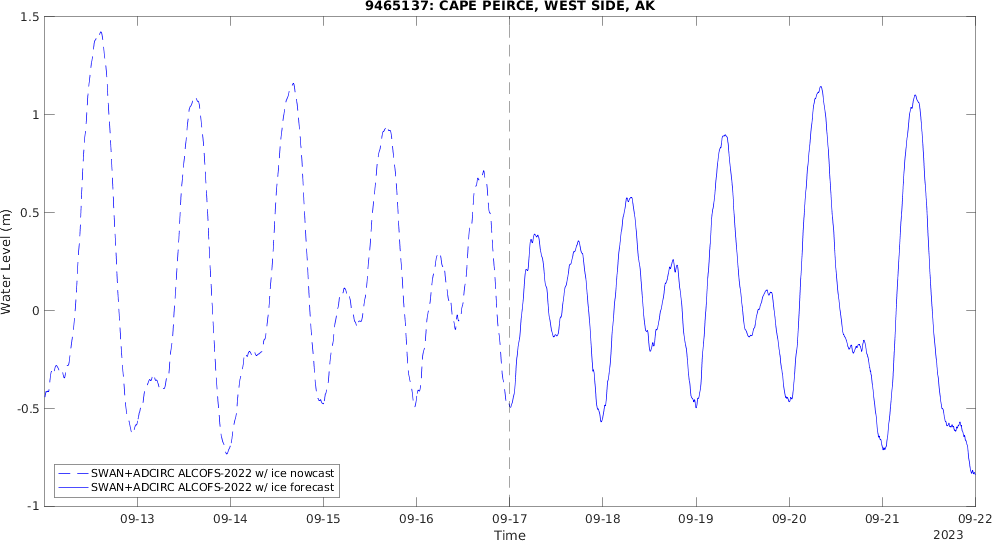 9465137: CAPE PEIRCE, WEST SIDE, AK
1.5
1
0.5
0
-0.5
-1
Water Level (m)
SWAN+ADCIRC ALCOFS-2022 w/ ice nowcast
SWAN+ADCIRC ALCOFS-2022 w/ ice forecast
09-13 09-14 09-15 09-16 09-17 09-18 09-19 09-20 09-21 09-22
Time
2023